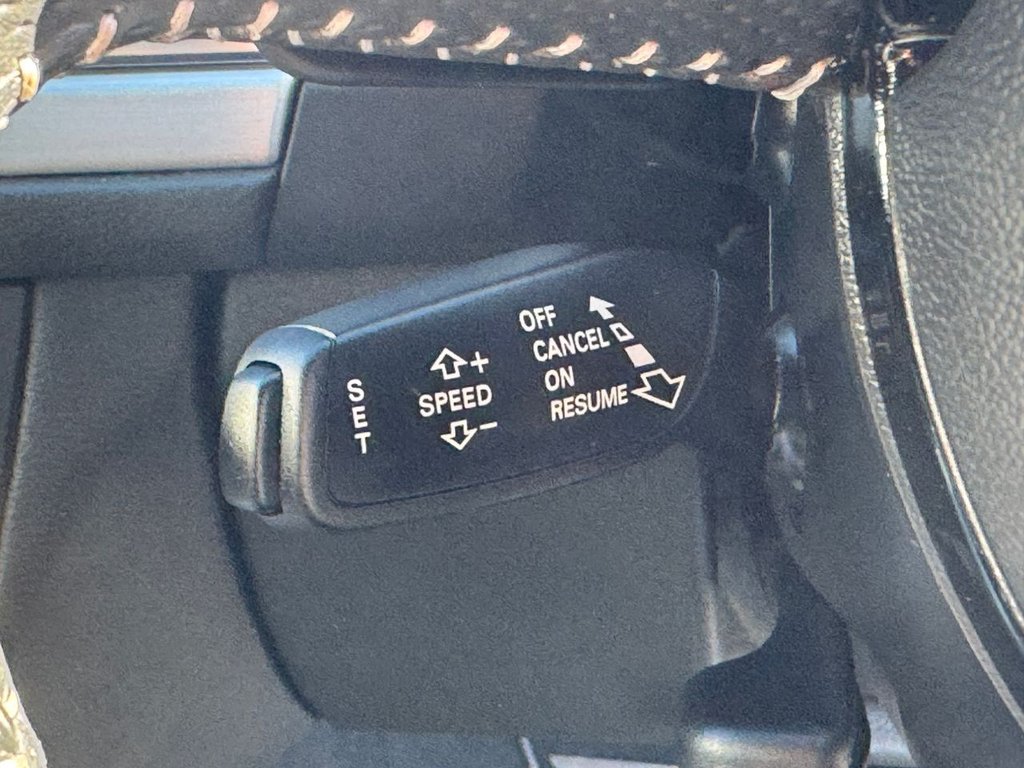 SET
+
SPEED
−
OFF
CANCEL
ON
RESUME